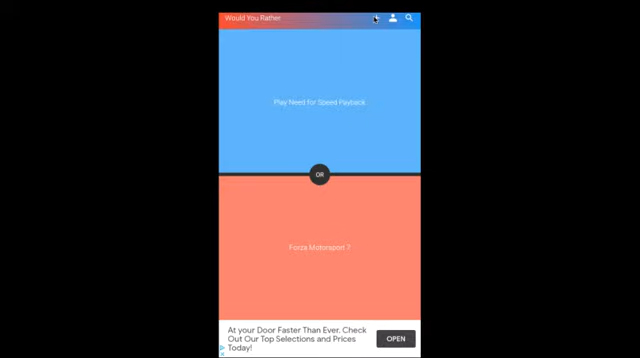 Would You Rather
Play Need for Speed Payback
OR
Forza Motorsport 7
At your Door Faster Than Ever. Check
Out Our Top Selections and Prices
Today!
OPEN